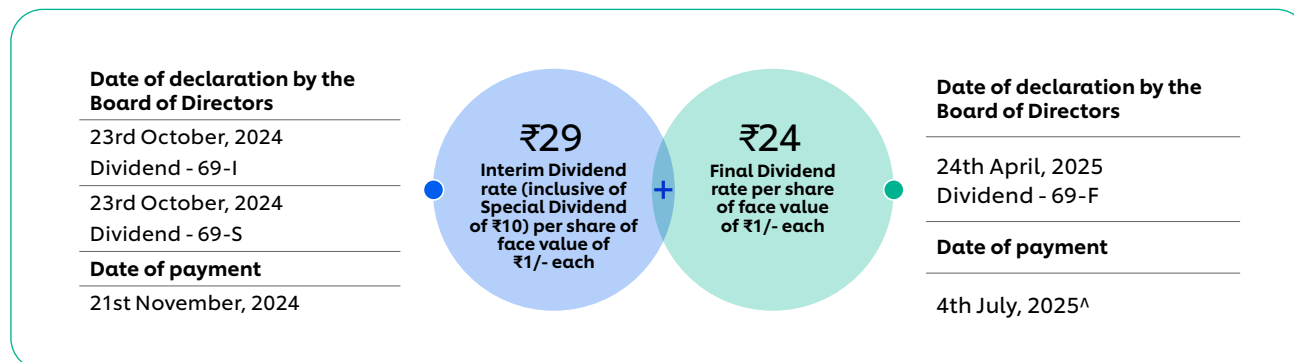 Date of declaration by the
Board of Directors
23rd October, 2024
Dividend - 69-I
23rd October, 2024
Dividend - 69-S
Date of payment
21st November, 2024
₹29
Interim Dividend
rate (inclusive of
Special Dividend
of ₹10) per share of
face value of
₹1/- each
+
₹24
Final Dividend
rate per share
of face value
of ₹1/- each
Date of declaration by the
Board of Directors
24th April, 2025
Dividend - 69-F
Date of payment
4th July, 2025^